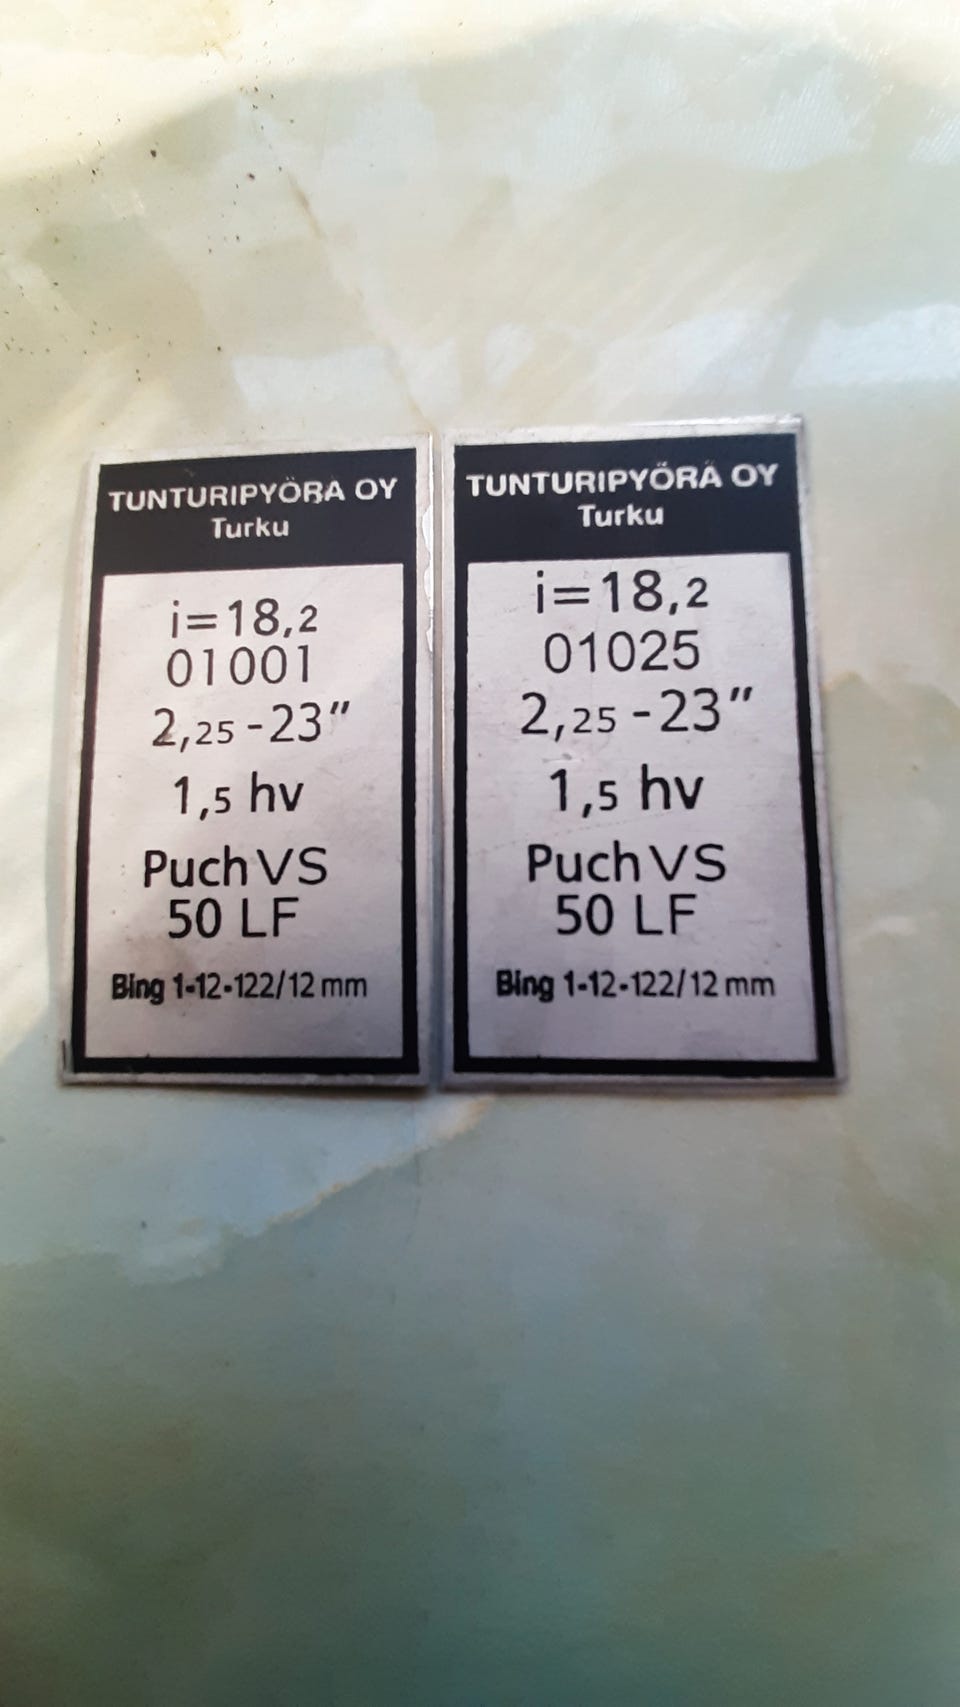 TUNTURIPYÖRÄ OY
Turku
i=18,2
01001
2,25-23"
1,5 hv
Puch VS
50 LF
Bing 1-12-122/12 mm
TUNTURIPYÖRÄ OY
Turku
i=18,2
01025
2,25-23"
1,5 hv
Puch VS
50 LF
Bing 1-12-122/12 mm